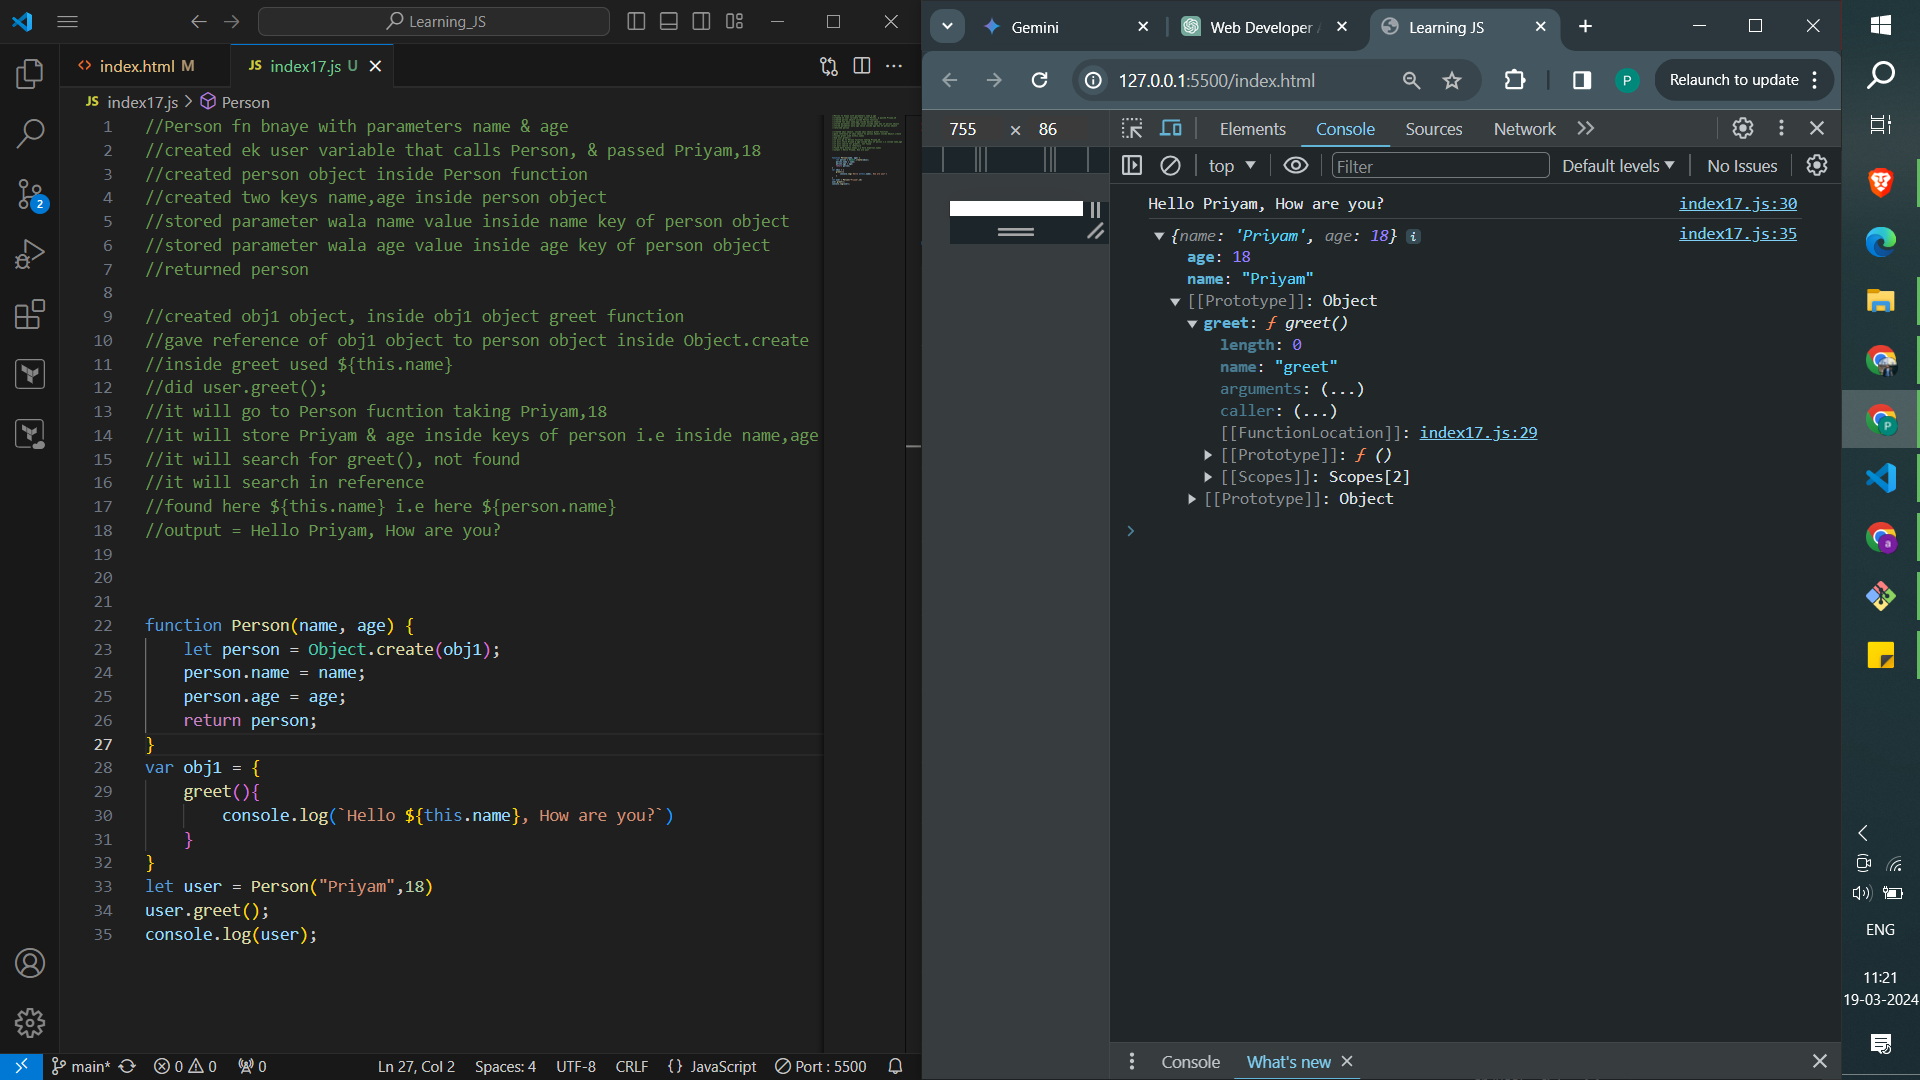 Learning_JS
index.html M
JS index17.js U
JS index17.js > Person
1 //Person fn bnaye with parameters name & age
2 //created ek user variable that calls Person, & passed Priyam,18
3 //created person object inside Person function
4 //created two keys name,age inside person object
5 //stored parameter wala name value inside name key of person object
6 //stored parameter wala age value inside age key of person object
7 //returned person
8
9 //created obj1 object, inside obj1 object greet function
10 //gave reference of obj1 object to person object inside Object.create
11 //inside greet used ${this.name}
12 //did user.greet();
13 //it will go to Person fucntion taking Priyam,18
14 //it will store Priyam & age inside keys of person i.e inside name,age
15 //it will search for greet(), not found
16 //it will search in reference
17 //found here ${this.name} i.e here ${person.name}
18 //output = Hello Priyam, How are you?
19
20
21
22 function Person(name, age) {
23 let person = Object.create(obj1);
24 person.name = name;
25 person.age = age;
26 return person;
27 }
28 var obj1 = {
29 greet(){
30 console.log(`Hello ${this.name}, How are you?`)
31 }
32 }
33 let user = Person("Priyam",18)
34 user.greet();
35 console.log(user);
2
main* 0 0 0 Ln 27, Col 2 Spaces: 4 UTF-8 CRLF {} JavaScript Port : 5500
Gemini
Web Developer
Learning JS
127.0.0.1:5500/index.html
P
Relaunch to update
755 × 86
Elements Console Sources Network
top Filter Default levels No Issues
Hello Priyam, How are you? index17.js:30
{name: 'Priyam', age: 18} i index17.js:35
age: 18
name: "Priyam"
[[Prototype]]: Object
greet: ƒ greet()
length: 0
name: "greet"
arguments: (...)
caller: (...)
[[FunctionLocation]]: index17.js:29
[[Prototype]]: ƒ ()
[[Scopes]]: Scopes[2]
[[Prototype]]: Object
Console What's new
P
a
ENG
11:21
19-03-2024